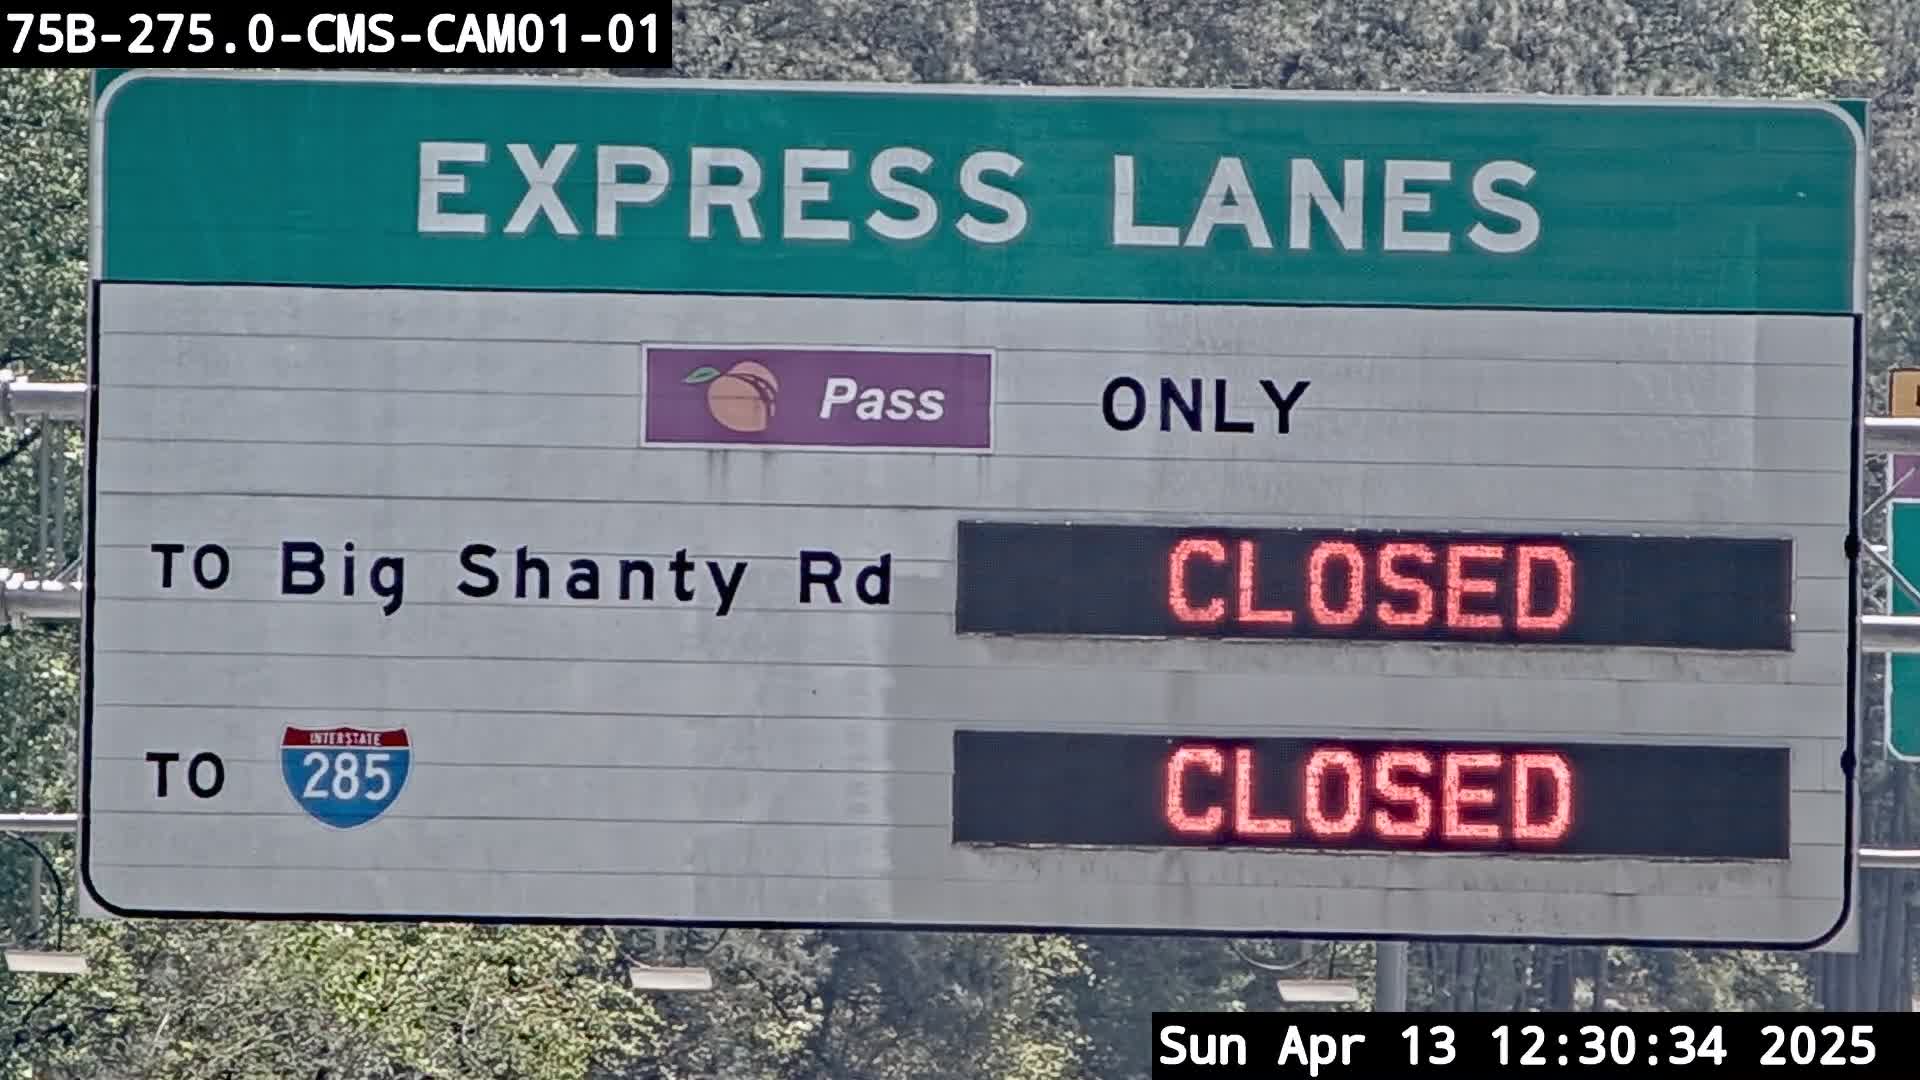 75B-275.0-CMS-CAM01-01
EXPRESS LANES
Pass ONLY
TO Big Shanty Rd CLOSED
TO INTERSTATE 285 CLOSED
Sun Apr 13 12:30:34 2025